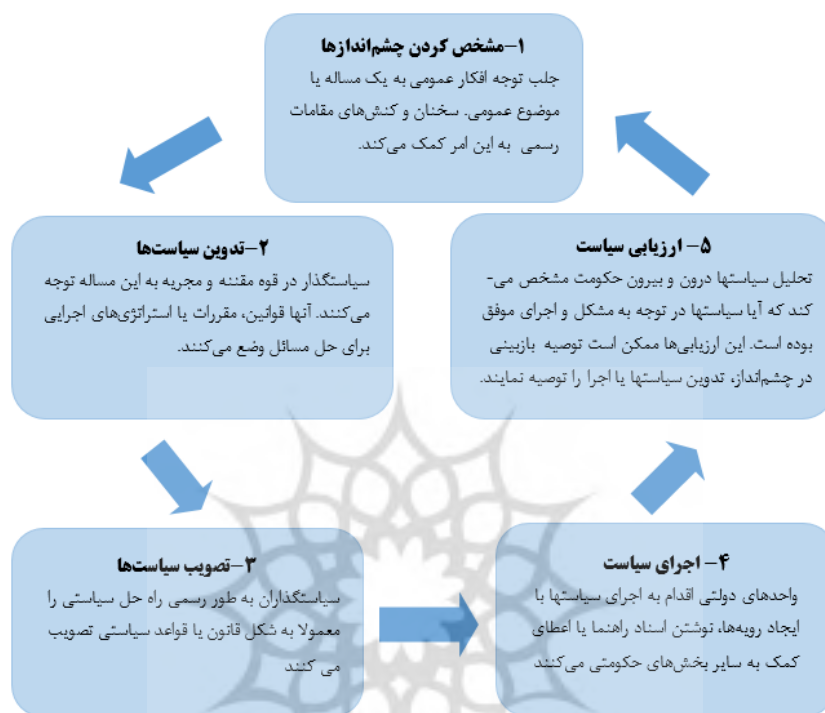 ۱-مشخص کردن چشم‌اندازها
جلب توجه افکار عمومی به یک مساله یا
موضوع عمومی. سخنان و کنش‌های مقامات
رسمی به این امر کمک می‌کند.
۲-تدوین سیاست‌ها
سیاستگذار در قوه مقننه و مجریه به این مساله توجه
می‌کنند. آنها قوانین، مقررات یا استراتژی‌های اجرایی
برای حل مسائل وضع می‌کنند.
۳-تصویب سیاست‌ها
سیاستگذاران به طور رسمی راه حل سیاستی را
معمولا به شکل قانون یا قواعد سیاستی تصویب
می کنند
۴- اجرای سیاست
واحدهای دولتی اقدام به اجرای سیاستها با
ایجاد رویه‌ها، نوشتن اسناد راهنما یا اعطای
کمک به سایر بخش‌های حکومتی می‌کنند
۵- ارزیابی سیاست
تحلیل سیاستها درون و بیرون حکومت مشخص می-
کند که آیا سیاستها در توجه به مشکل و اجرای موفق
بوده است. این ارزیابی‌ها ممکن است توصیه بازبینی
در چشم‌انداز، تدوین سیاستها یا اجرا را توصیه نمایند.